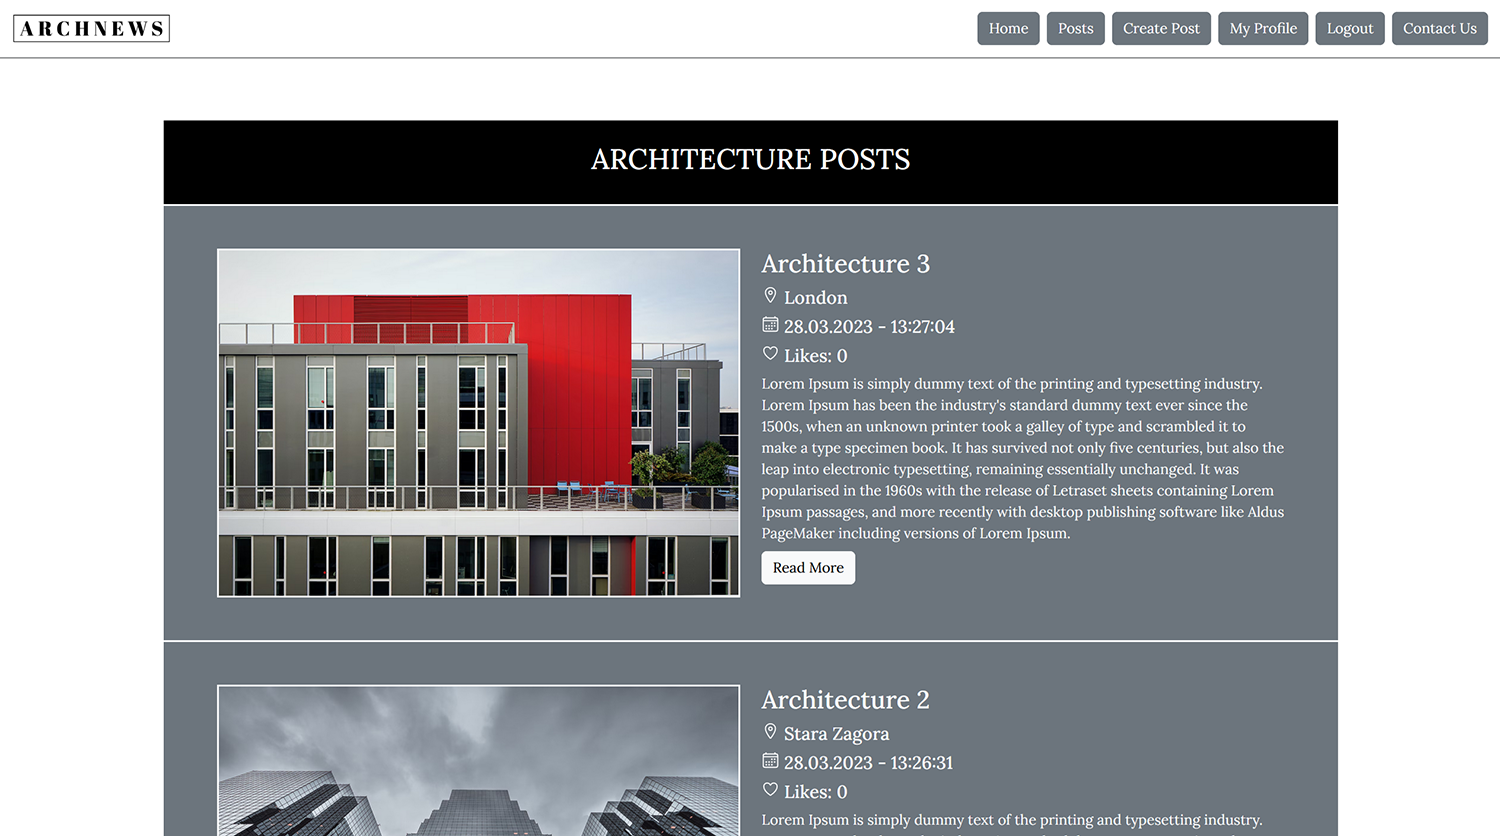 ARCHNEWS
Home Posts Create Post My Profile Logout Contact Us
ARCHITECTURE POSTS
Architecture 3
London
28.03.2023 - 13:27:04
Likes: 0
Lorem Ipsum is simply dummy text of the printing and typesetting industry.
Lorem Ipsum has been the industry's standard dummy text ever since the
1500s, when an unknown printer took a galley of type and scrambled it to
make a type specimen book. It has survived not only five centuries, but also the
leap into electronic typesetting, remaining essentially unchanged. It was
popularised in the 1960s with the release of Letraset sheets containing Lorem
Ipsum passages, and more recently with desktop publishing software like Aldus
PageMaker including versions of Lorem Ipsum.
Read More
Architecture 2
Stara Zagora
28.03.2023 - 13:26:31
Likes: 0
Lorem Ipsum is simply dummy text of the printing and typesetting industry.